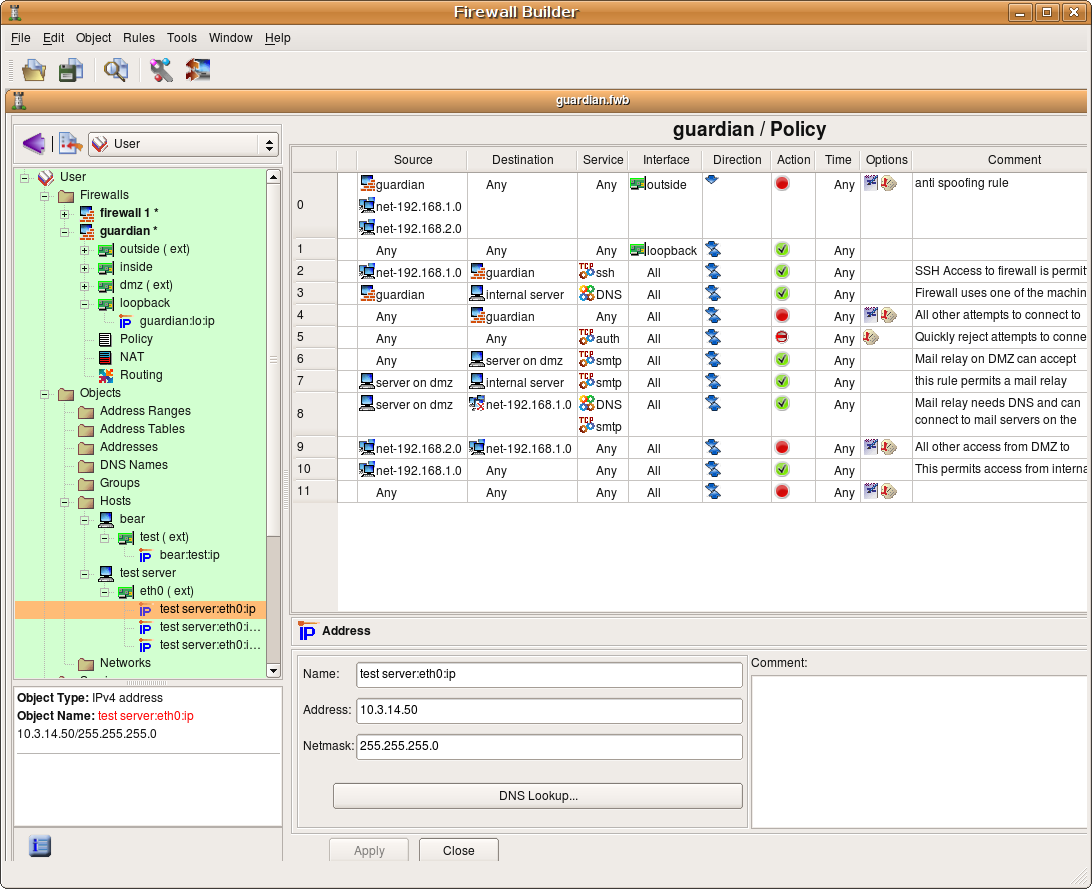 Firewall Builder
File Edit Object Rules Tools Window Help
guardian.fwb
User
User
Firewalls
firewall 1 *
guardian *
outside ( ext)
inside
dmz ( ext)
loopback
guardian:lo:ip
Policy
NAT
Routing
Objects
Address Ranges
Address Tables
Addresses
DNS Names
Groups
Hosts
bear
test ( ext)
bear:test:ip
test server
eth0 ( ext)
test server:eth0:ip
test server:eth0:i...
test server:eth0:i...
Networks
Object Type: IPv4 address
Object Name: test server:eth0:ip
10.3.14.50/255.255.255.0
guardian / Policy
Source Destination Service Interface Direction Action Time Options Comment
0 guardian Any Any outside Any anti spoofing rule
net-192.168.1.0
net-192.168.2.0
1 Any Any Any loopback Any
2 net-192.168.1.0 guardian TCP ssh All Any SSH Access to firewall is permit
3 guardian internal server DNS All Any Firewall uses one of the machin
4 Any guardian Any All Any All other attempts to connect to
5 Any Any TCP auth All Any Quickly reject attempts to conne
6 Any server on dmz TCP smtp All Any Mail relay on DMZ can accept
7 server on dmz internal server TCP smtp All Any this rule permits a mail relay
8 server on dmz net-192.168.1.0 DNS All Any Mail relay needs DNS and can
TCP smtp connect to mail servers on the
9 net-192.168.2.0 net-192.168.1.0 Any All Any All other access from DMZ to
10 net-192.168.1.0 Any Any All Any This permits access from interna
11 Any Any Any All Any
IP Address
Name: test server:eth0:ip
Address: 10.3.14.50
Netmask: 255.255.255.0
DNS Lookup...
Comment:
Apply Close